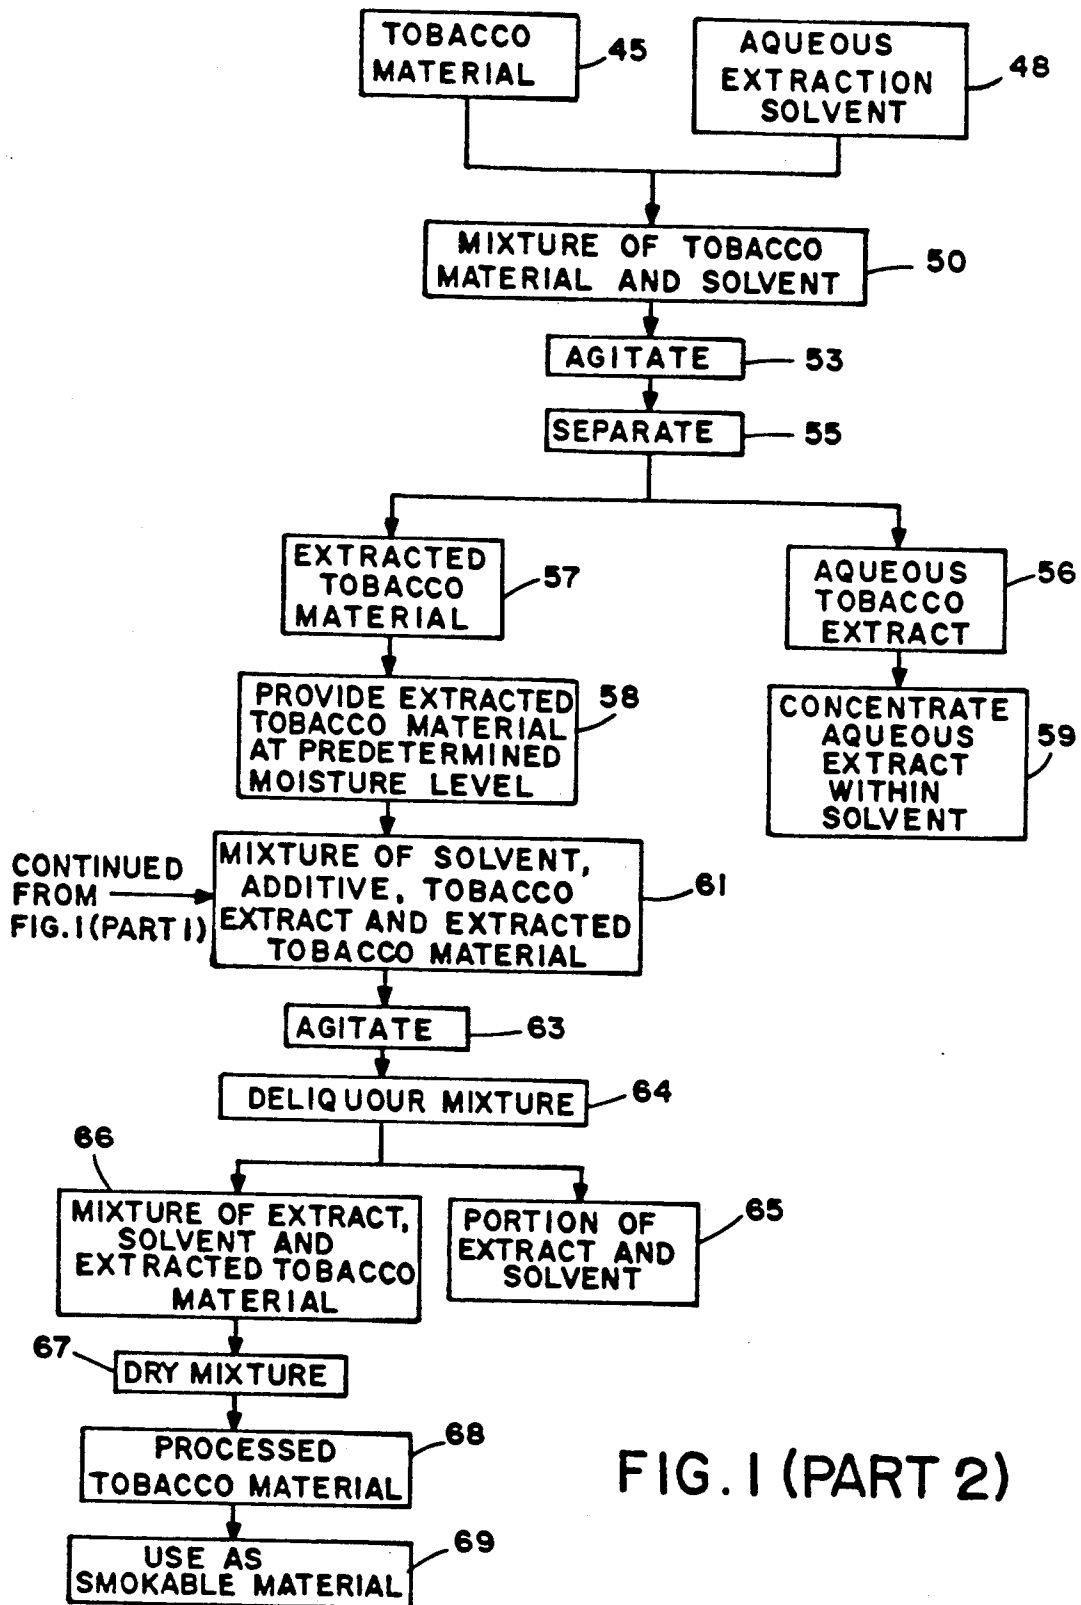 TOBACCO
MATERIAL
45
AQUEOUS
EXTRACTION
SOLVENT
48
MIXTURE OF TOBACCO
MATERIAL AND SOLVENT
50
AGITATE
53
SEPARATE
55
EXTRACTED
TOBACCO
MATERIAL
57
AQUEOUS
TOBACCO
EXTRACT
56
PROVIDE EXTRACTED
TOBACCO MATERIAL
AT PREDETERMINED
MOISTURE LEVEL
58
CONCENTRATE
AQUEOUS
EXTRACT
WITHIN
SOLVENT
59
CONTINUED
FROM
FIG. 1 (PART 1)
MIXTURE OF SOLVENT,
ADDITIVE, TOBACCO
EXTRACT AND EXTRACTED
TOBACCO MATERIAL
61
AGITATE
63
DELIQUOUR MIXTURE
64
66
MIXTURE OF EXTRACT,
SOLVENT AND
EXTRACTED TOBACCO
MATERIAL
PORTION OF
EXTRACT AND
SOLVENT
65
67
DRY MIXTURE
PROCESSED
TOBACCO MATERIAL
68
USE AS
SMOKABLE MATERIAL
69
FIG. 1 (PART 2)